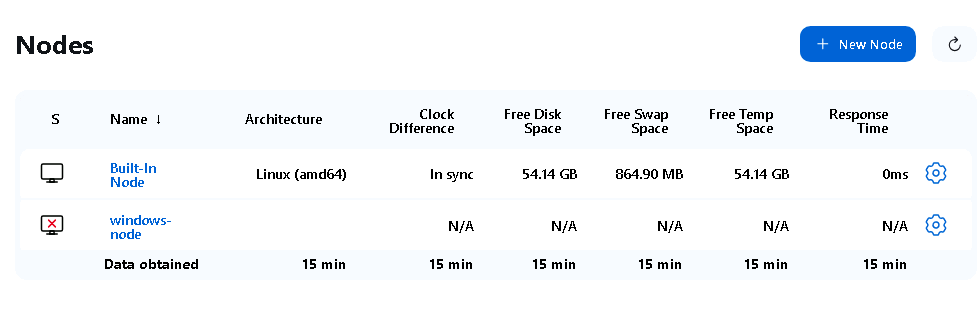 Nodes
+ New Node
S Name ↓ Architecture Clock Difference Free Disk Space Free Swap Space Free Temp Space Response Time
Built-In Node Linux (amd64) In sync 54.14 GB 864.90 MB 54.14 GB 0ms
windows-node N/A N/A N/A N/A N/A
Data obtained 15 min 15 min 15 min 15 min 15 min 15 min